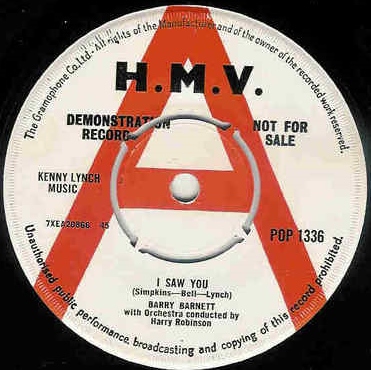 The Gramophone Co., Ltd.- All rights of the Manufacturer and of the owner of the recorded work reserved.
H.M.V.
DEMONSTRATION
RECORD
NOT FOR
SALE
KENNY LYNCH
MUSIC
7XEA20866 45
POP 1336
I SAW YOU
(Simpkins—Bell—Lynch)
BARRY BARNETT
with Orchestra conducted by
Harry Robinson
Unauthorised public performance, broadcasting and copying of this record prohibited.